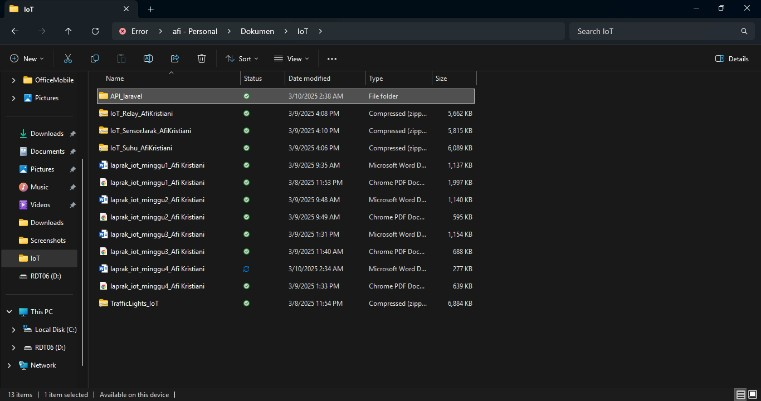 IoT
Error > afi - Personal > Dokumen > IoT >
Search IoT
New
Sort
View
Details
OfficeMobile
Pictures
Downloads
Documents
Pictures
Music
Videos
Downloads
Screenshots
IoT
RDT06 (D:)
This PC
Local Disk (C:)
RDT06 (D:)
Network
Name Status Date modified Type Size
API_laravel 3/10/2025 2:38 AM File folder
IoT_Relay_AfiKristiani 3/9/2025 4:08 PM Compressed (zipp... 5,662 KB
IoT_SensorJarak_AfiKristiani 3/9/2025 4:10 PM Compressed (zipp... 5,815 KB
IoT_Suhu_AfiKristiani 3/9/2025 4:06 PM Compressed (zipp... 6,089 KB
laprak_iot_minggu1_Afi Kristiani 3/9/2025 9:35 AM Microsoft Word D... 1,137 KB
laprak_iot_minggu1_Afi Kristiani 3/8/2025 11:53 PM Chrome PDF Doc... 1,997 KB
laprak_iot_minggu2_Afi Kristiani 3/9/2025 9:48 AM Microsoft Word D... 1,140 KB
laprak_iot_minggu2_Afi Kristiani 3/9/2025 9:49 AM Chrome PDF Doc... 595 KB
laprak_iot_minggu3_Afi Kristiani 3/9/2025 1:31 PM Microsoft Word D... 1,154 KB
laprak_iot_minggu3_Afi Kristiani 3/9/2025 11:40 AM Chrome PDF Doc... 688 KB
laprak_iot_minggu4_Afi Kristiani 3/10/2025 2:34 AM Microsoft Word D... 277 KB
laprak_iot_minggu4_Afi Kristiani 3/9/2025 1:33 PM Chrome PDF Doc... 639 KB
TrafficLights_IoT 3/8/2025 11:54 PM Compressed (zipp... 6,884 KB
13 items | 1 item selected | Available on this device |